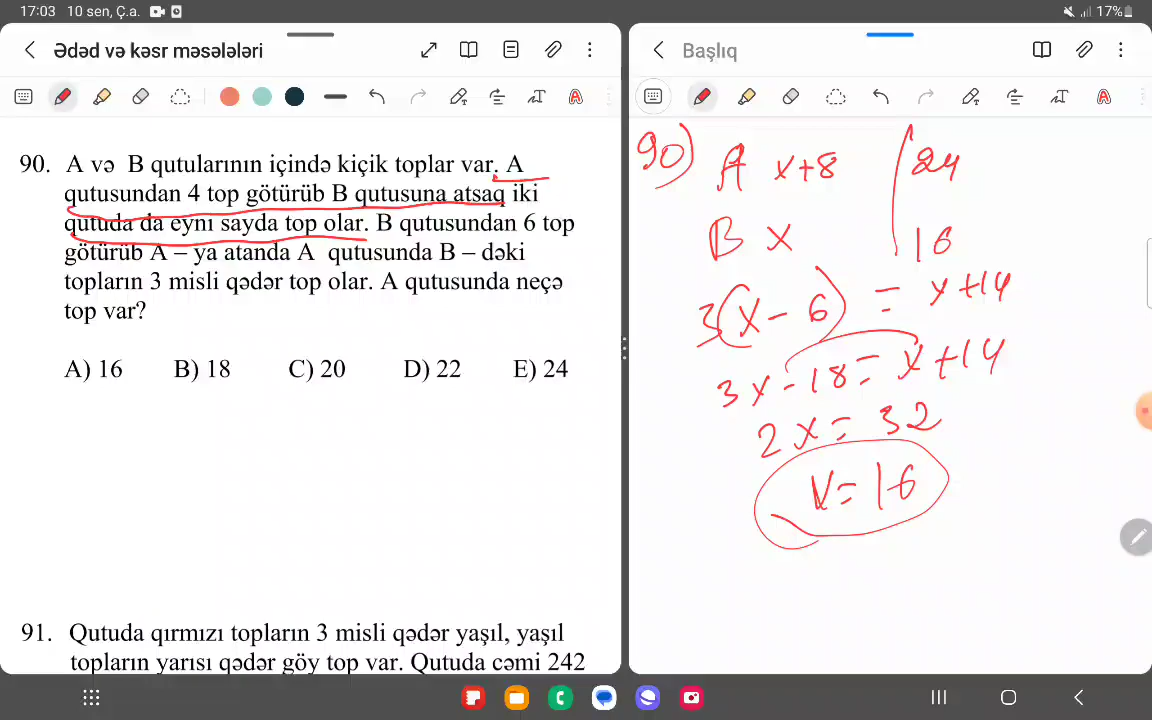 17:03 10 sen, Ç.a. 17%
Ədəd və kəsr məsələləri
Başlıq
90. A və B qutularının içində kiçik toplar var. A
qutusundan 4 top götürüb B qutusuna atsaq iki
qutuda da eyni sayda top olar. B qutusundan 6 top
götürüb A – ya atanda A qutusunda B – dəki
topların 3 misli qədər top olar. A qutusunda neçə
top var?
A) 16 B) 18 C) 20 D) 22 E) 24
91. Qutuda qırmızı topların 3 misli qədər yaşıl, yaşıl
topların yarısı qədər göy top var. Qutuda cəmi 242
90) A x+8 24
B x 16
3(x-6) = x+14
3x-18=x+14
2x=32
x=16